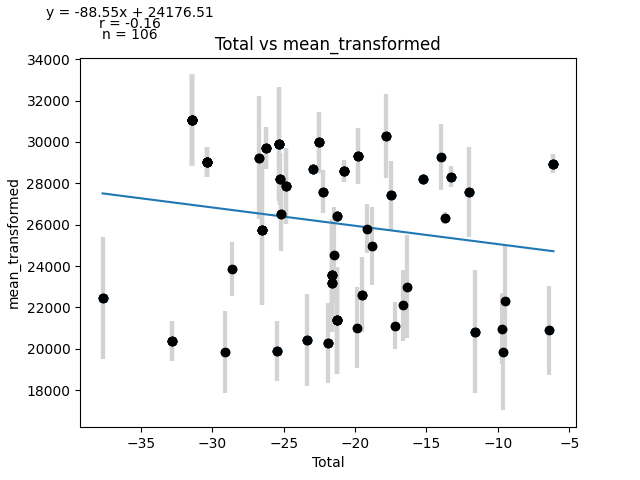 y = -88.55x + 24176.51
r = -0.16
n = 106
Total vs mean_transformed
34000
32000
30000
28000
26000
24000
22000
20000
18000
mean_transformed
−35
−30
−25
−20
−15
−10
−5
Total